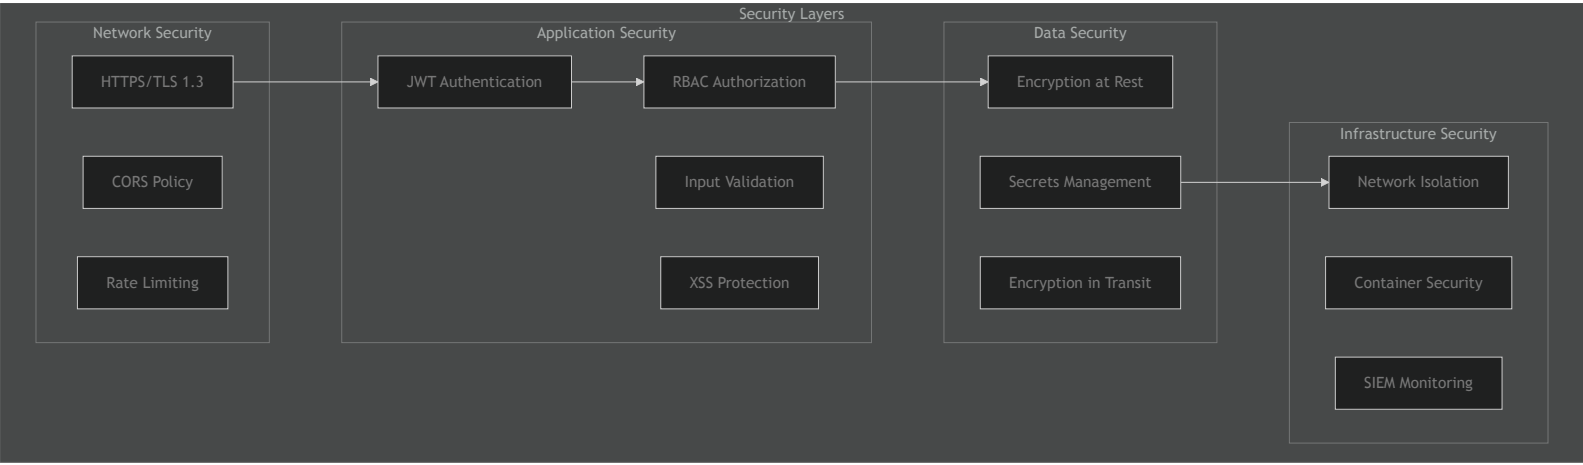 Security Layers
Network Security
HTTPS/TLS 1.3
CORS Policy
Rate Limiting
Application Security
JWT Authentication
RBAC Authorization
Input Validation
XSS Protection
Data Security
Encryption at Rest
Secrets Management
Encryption in Transit
Infrastructure Security
Network Isolation
Container Security
SIEM Monitoring